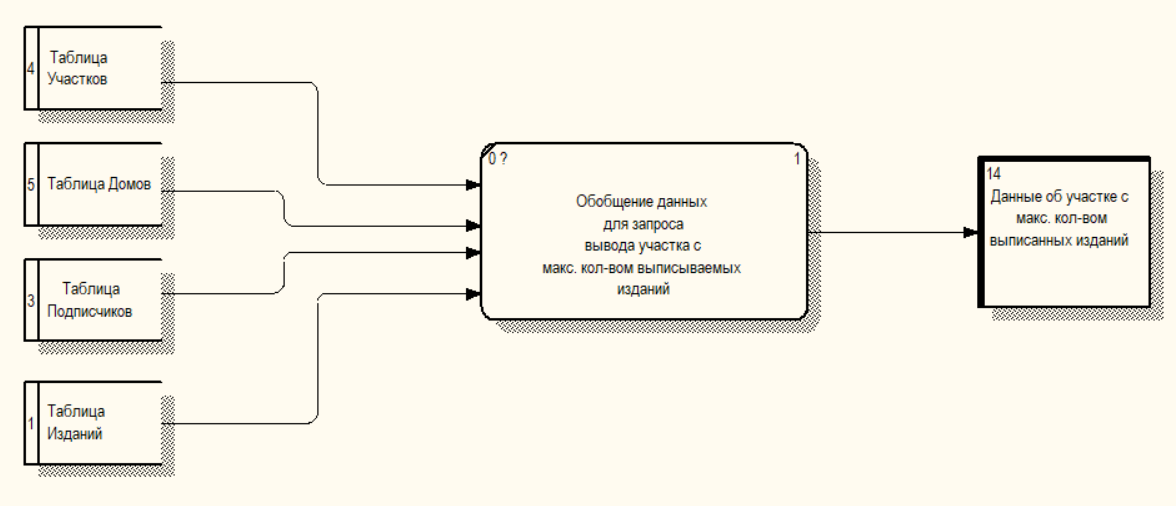 4
Таблица
Участков
5
Таблица Домов
3
Таблица
Подписчиков
1
Таблица
Изданий
0 ?
1
Обобщение данных
для запроса
вывода участка с
макс. кол-вом выписываемых
изданий
14
Данные об участке с
макс. кол-вом
выписанных изданий